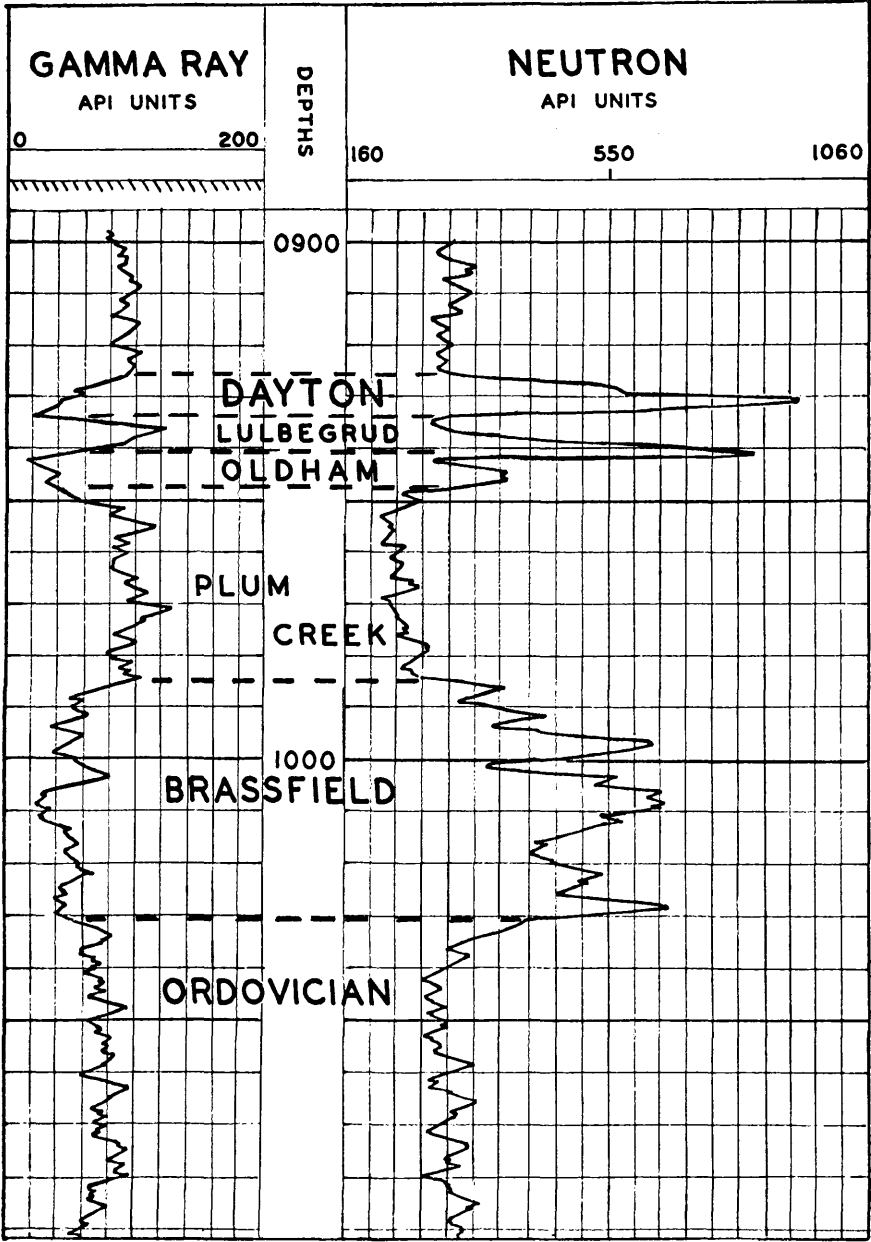 GAMMA RAY
API UNITS
0 200
DEPTHS
NEUTRON
API UNITS
160 550 1060
0900
DAYTON
LULBEGRUD
OLDHAM
PLUM
CREEK
1000
BRASSFIELD
ORDOVICIAN